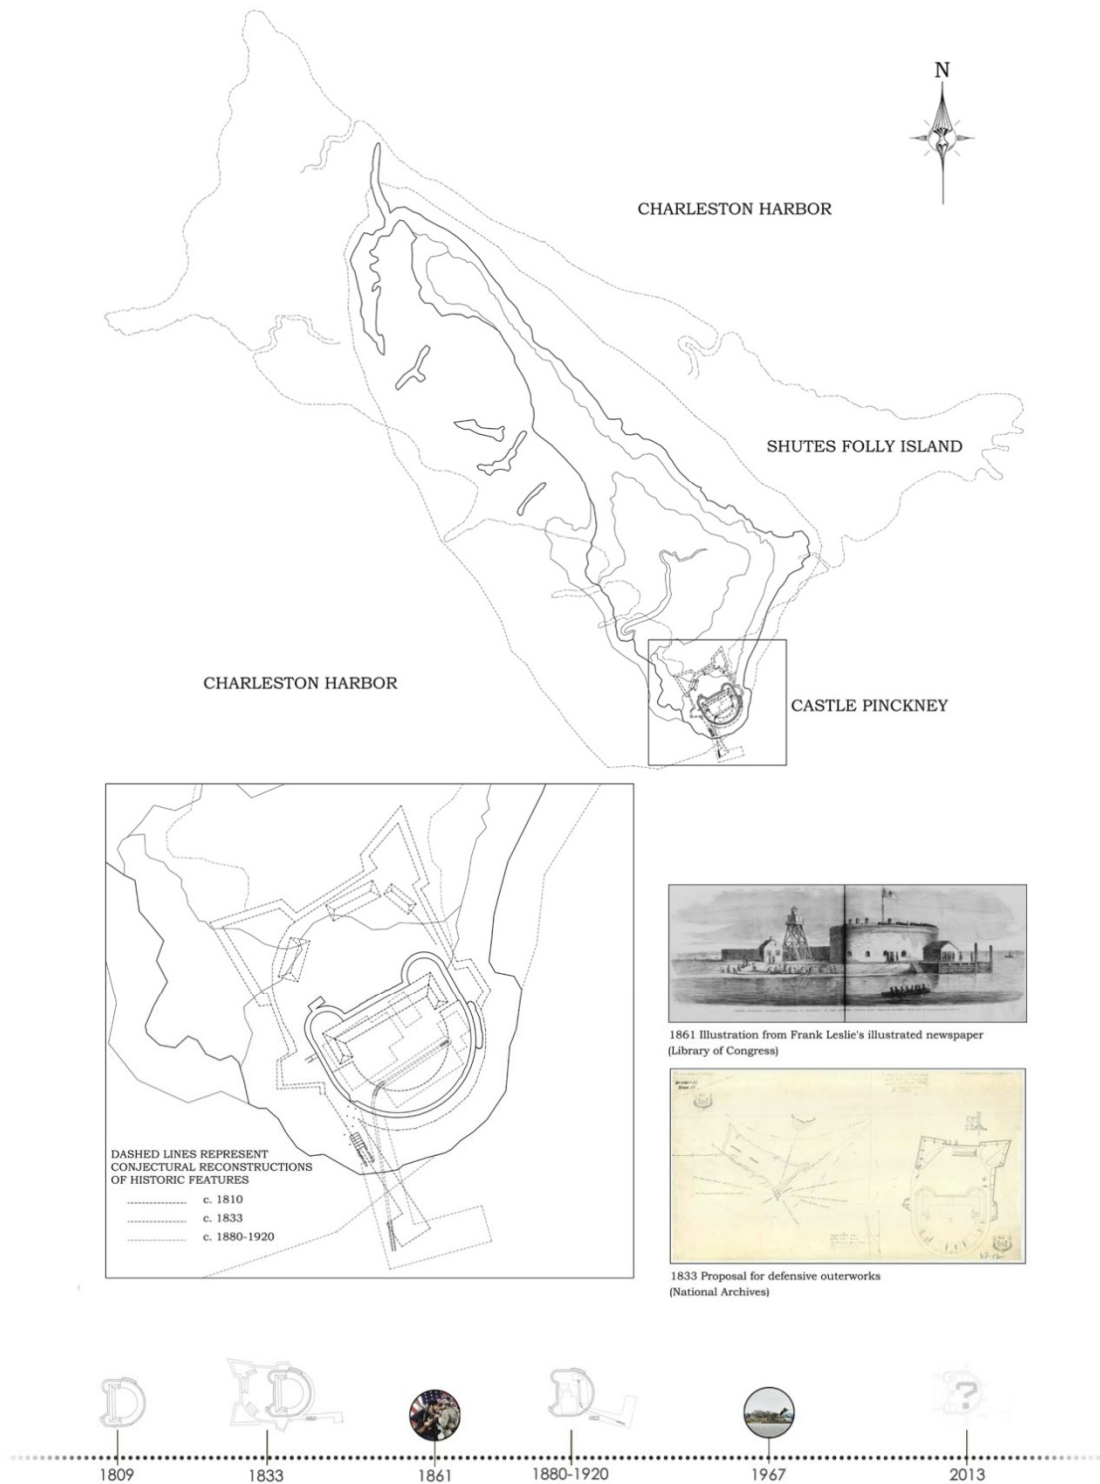 N
CHARLESTON HARBOR
SHUTES FOLLY ISLAND
CHARLESTON HARBOR
CASTLE PINCKNEY
DASHED LINES REPRESENT
CONJECTURAL RECONSTRUCTIONS
OF HISTORIC FEATURES
c. 1810
c. 1833
c. 1880-1920
1861 Illustration from Frank Leslie's illustrated newspaper
(Library of Congress)
1833 Proposal for defensive outerworks
(National Archives)
?
1809
1833
1861
1880-1920
1967
2013